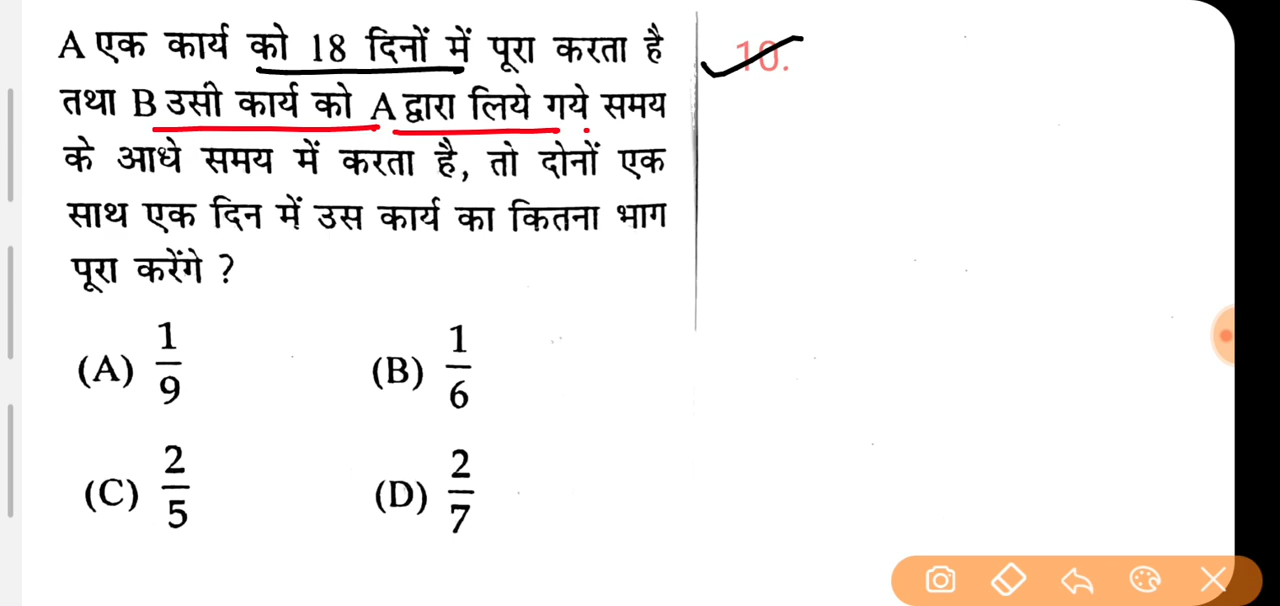 A एक कार्य को 18 दिनों में पूरा करता है
तथा B उसी कार्य को A द्वारा लिये गये समय
के आधे समय में करता है, तो दोनों एक
साथ एक दिन में उस कार्य का कितना भाग
पूरा करेंगे ?
(A) 1/9 (B) 1/6
(C) 2/5 (D) 2/7
10.